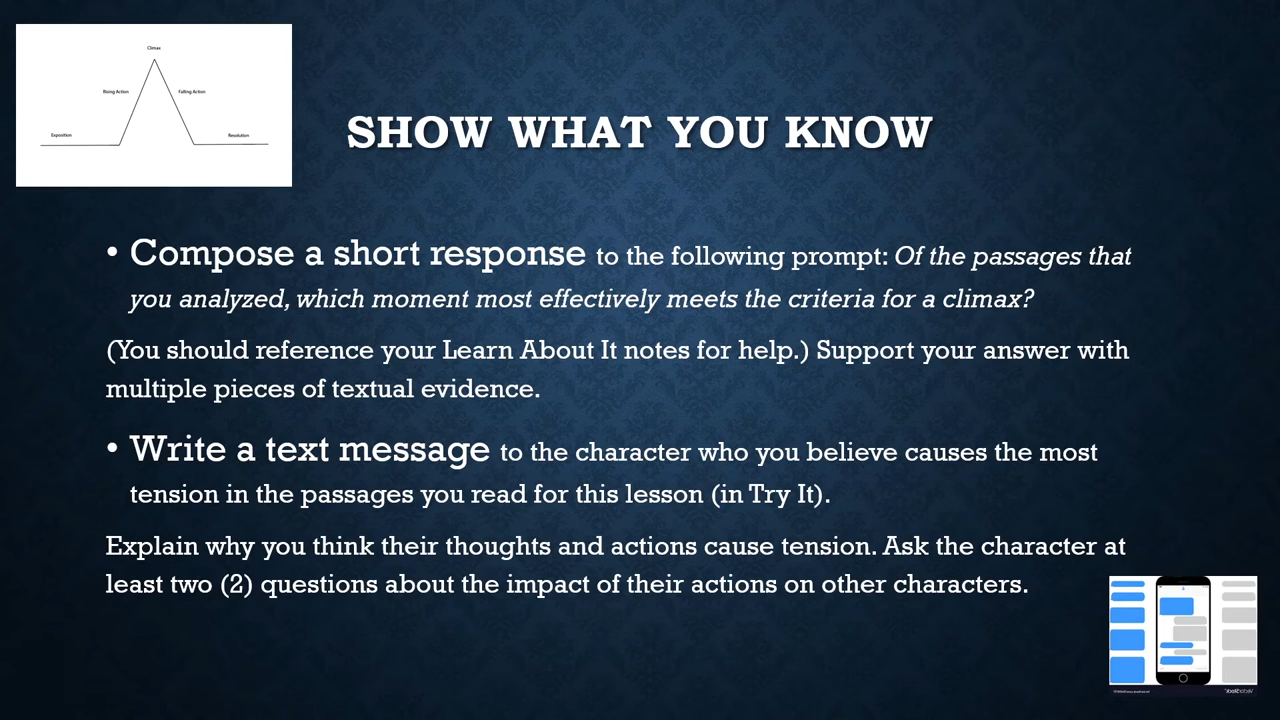 Climax
Rising Action
Falling Action
Exposition
Resolution
SHOW WHAT YOU KNOW
• Compose a short response to the following prompt: Of the passages that
you analyzed, which moment most effectively meets the criteria for a climax?
(You should reference your Learn About It notes for help.) Support your answer with
multiple pieces of textual evidence.
• Write a text message to the character who you believe causes the most
tension in the passages you read for this lesson (in Try It).
Explain why you think their thoughts and actions cause tension. Ask the character at
least two (2) questions about the impact of their actions on other characters.